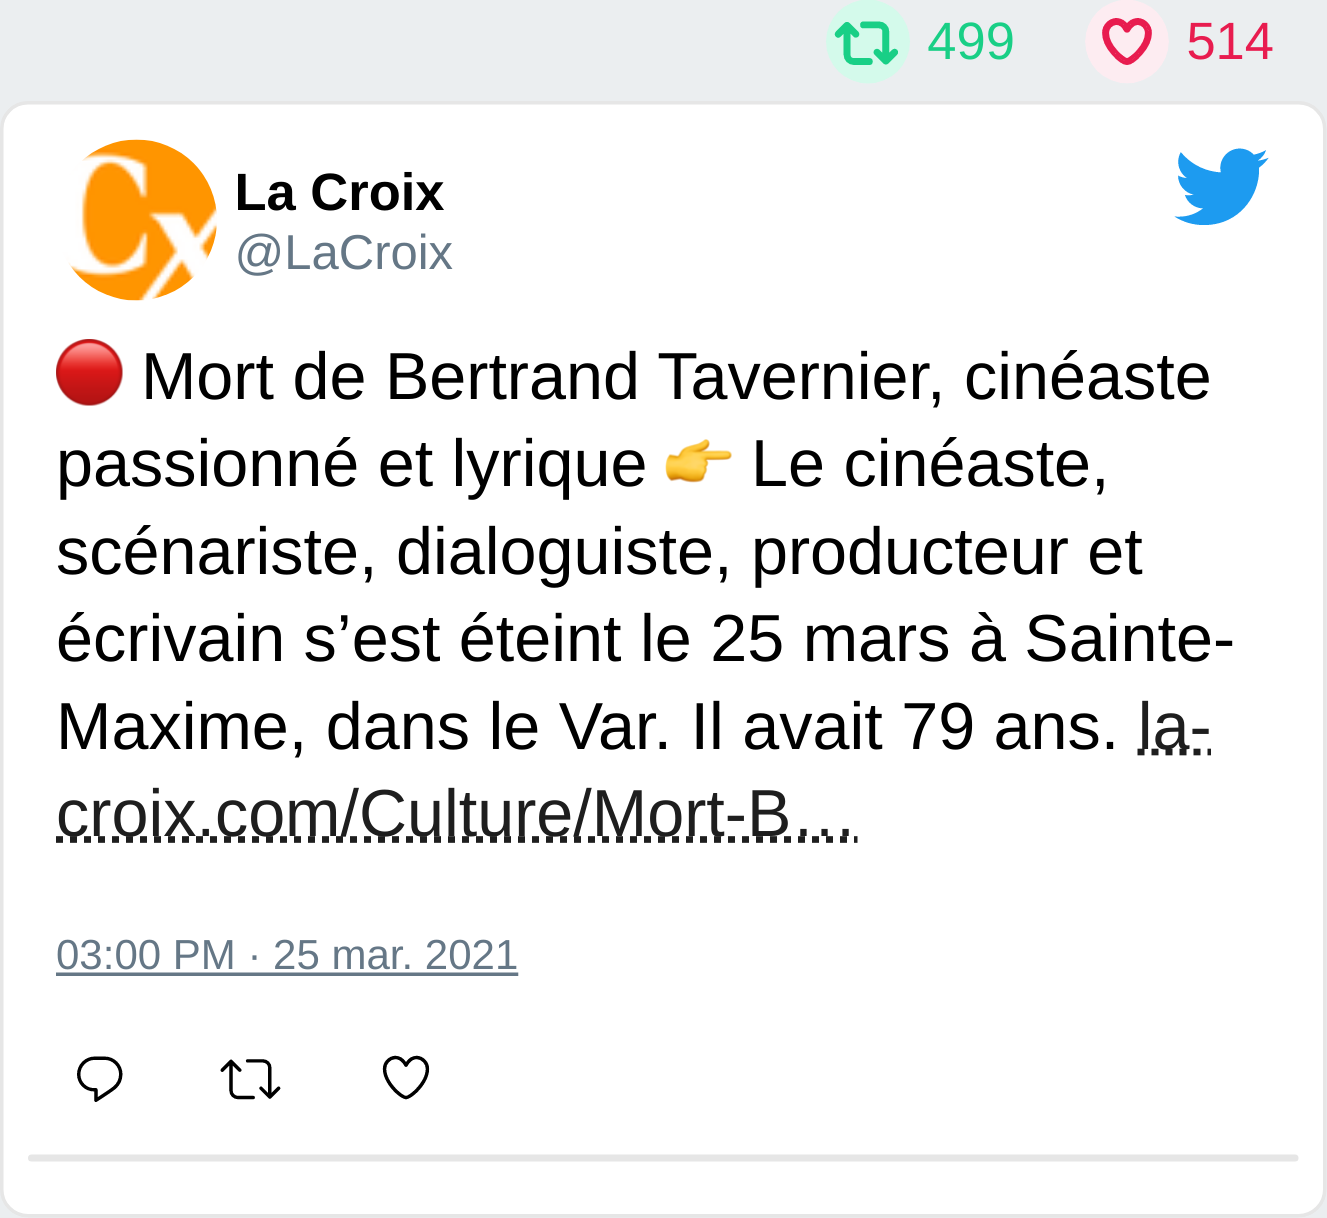 499 514
Cx
La Croix
@LaCroix
🔴 Mort de Bertrand Tavernier, cinéaste
passionné et lyrique 👉 Le cinéaste,
scénariste, dialoguiste, producteur et
écrivain s’est éteint le 25 mars à Sainte-
Maxime, dans le Var. Il avait 79 ans. la-
croix.com/Culture/Mort-B…
03:00 PM · 25 mar. 2021